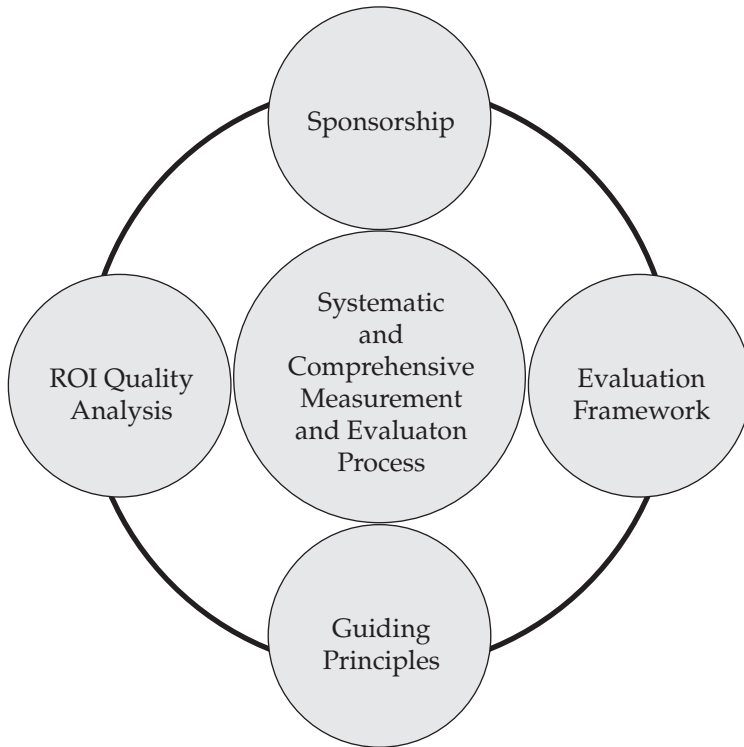 Sponsorship
Systematic
and
Comprehensive
Measurement
and Evaluaton
Process
ROI Quality
Analysis
Evaluation
Framework
Guiding
Principles